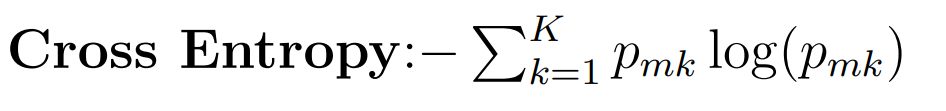 Cross Entropy:− ∑_{k=1}^{K} p_{mk} log(p_{mk})